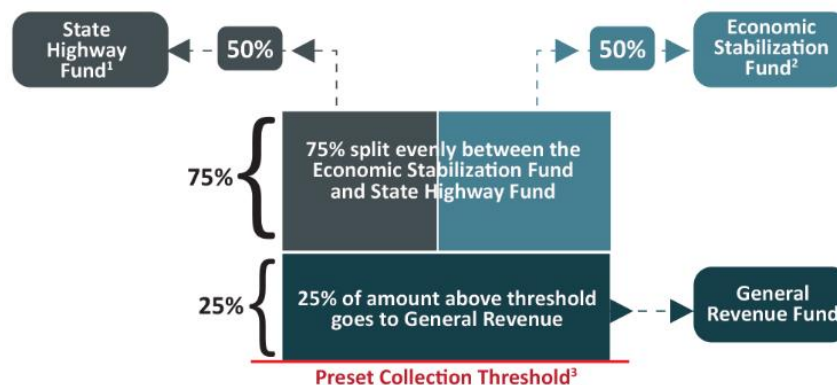 State
Highway
Fund¹
50%
50%
Economic
Stabilization
Fund²
75%
75% split evenly between the
Economic Stabilization Fund
and State Highway Fund
25%
25% of amount above threshold
goes to General Revenue
General
Revenue Fund
Preset Collection Threshold³